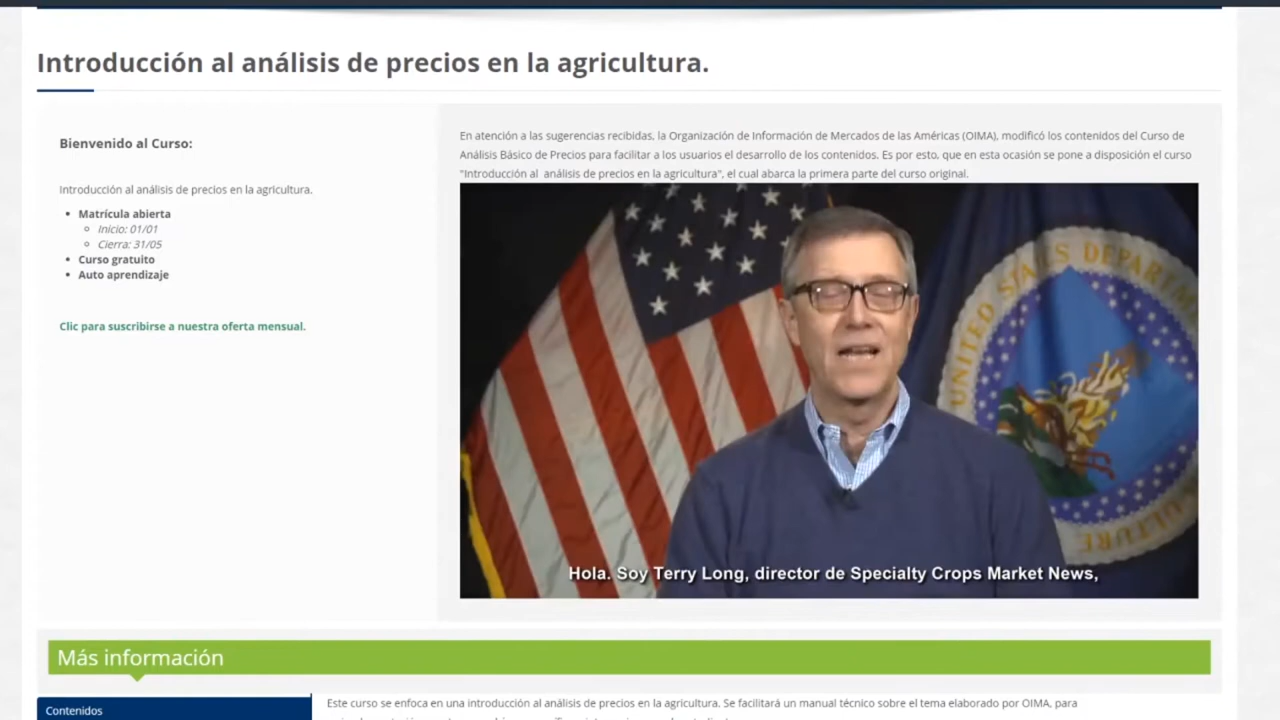 Introducción al análisis de precios en la agricultura.
Bienvenido al Curso:
Introducción al análisis de precios en la agricultura.
Matrícula abierta
Inicio: 01/01
Cierra: 31/05
Curso gratuito
Auto aprendizaje
Clic para suscribirse a nuestra oferta mensual.
En atención a las sugerencias recibidas, la Organización de Información de Mercados de las Américas (OIMA), modificó los contenidos del Curso de
Análisis Básico de Precios para facilitar a los usuarios el desarrollo de los contenidos. Es por esto, que en esta ocasión se pone a disposición el curso
"Introducción al análisis de precios en la agricultura", el cual abarca la primera parte del curso original.
UNITED STATES DEPARTM
ULTURE
Hola. Soy Terry Long, director de Specialty Crops Market News,
Más información
Contenidos
Este curso se enfoca en una introducción al análisis de precios en la agricultura. Se facilitará un manual técnico sobre el tema elaborado por OIMA, para